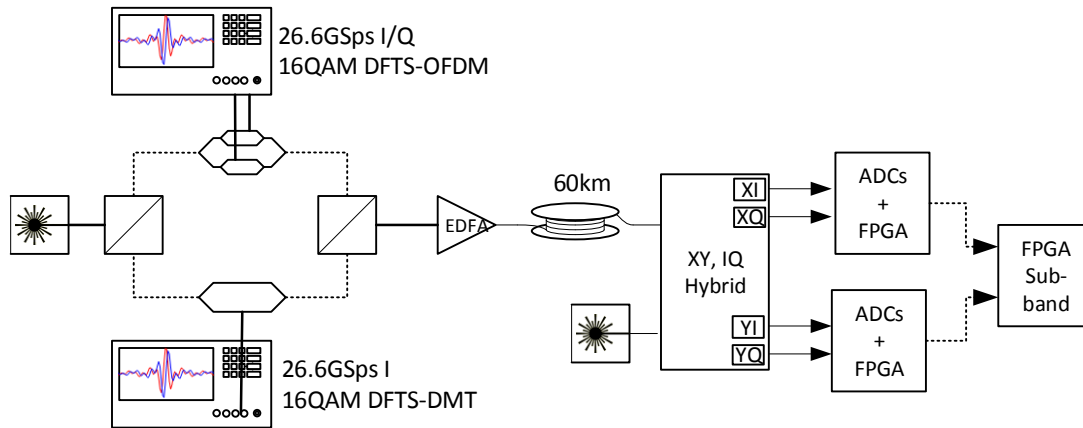 26.6GSps I/Q
16QAM DFTS-OFDM
EDFA
60km
XI
XQ
XY, IQ
Hybrid
YI
YQ
ADCs
+
FPGA
ADCs
+
FPGA
FPGA
Sub-
band
26.6GSps I
16QAM DFTS-DMT